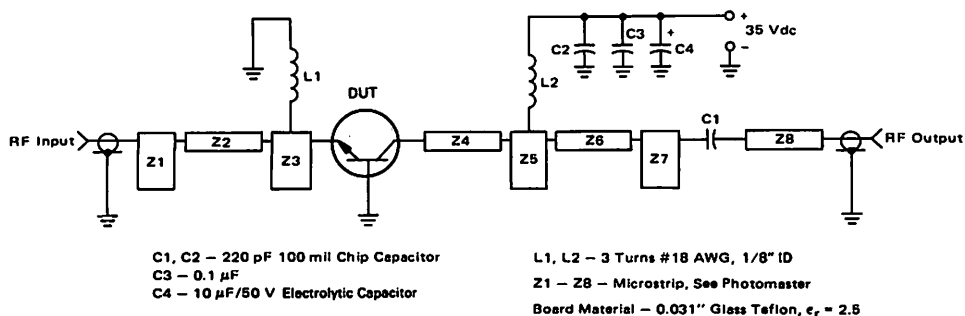 +
35 Vdc
–
C2
C3
+
C4
L1
L2
DUT
C1
RF Input
Z1
Z2
Z3
Z4
Z5
Z6
Z7
Z8
RF Output
C1, C2 – 220 pF 100 mil Chip Capacitor
C3 – 0.1 µF
C4 – 10 µF/50 V Electrolytic Capacitor
L1, L2 – 3 Turns #18 AWG, 1/8" ID
Z1 – Z8 – Microstrip, See Photomaster
Board Material – 0.031" Glass Teflon, εr = 2.5